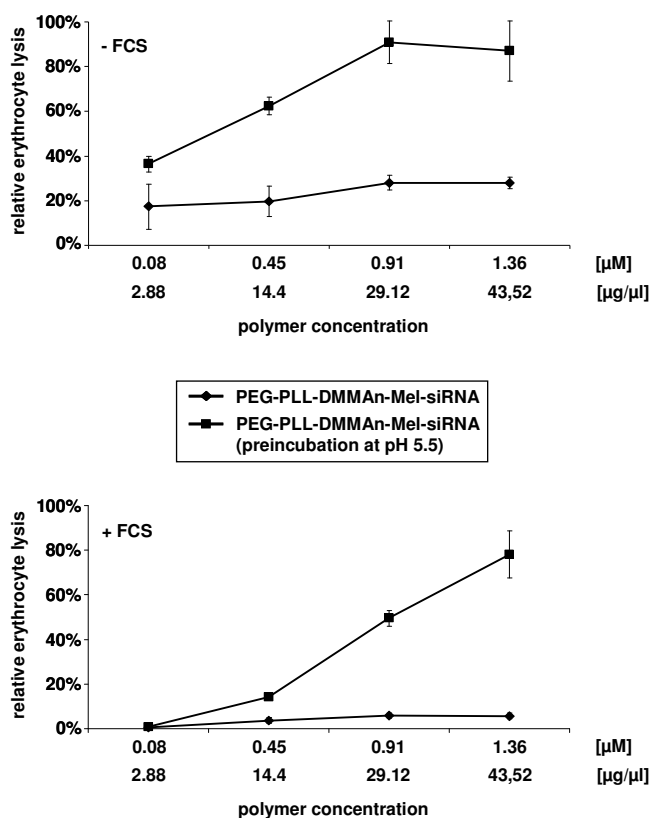 relative erythrocyte lysis
- FCS
100%
80%
60%
40%
20%
0%
0.08 0.45 0.91 1.36 [µM]
2.88 14.4 29.12 43,52 [µg/µl]
polymer concentration
PEG-PLL-DMMAn-Mel-siRNA
PEG-PLL-DMMAn-Mel-siRNA
(preincubation at pH 5.5)
relative erythrocyte lysis
+ FCS
100%
80%
60%
40%
20%
0%
0.08 0.45 0.91 1.36 [µM]
2.88 14.4 29.12 43,52 [µg/µl]
polymer concentration